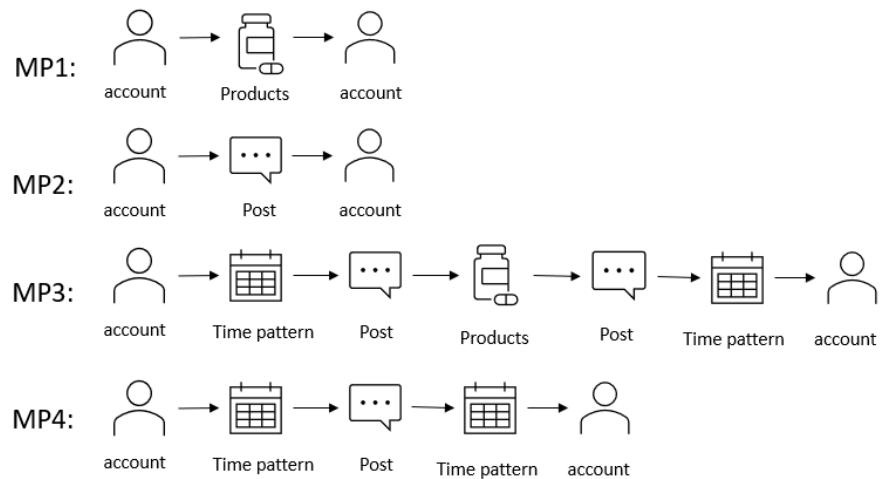 MP1:
account Products account
MP2:
account Post account
MP3:
account Time pattern Post Products Post Time pattern account
MP4:
account Time pattern Post Time pattern account